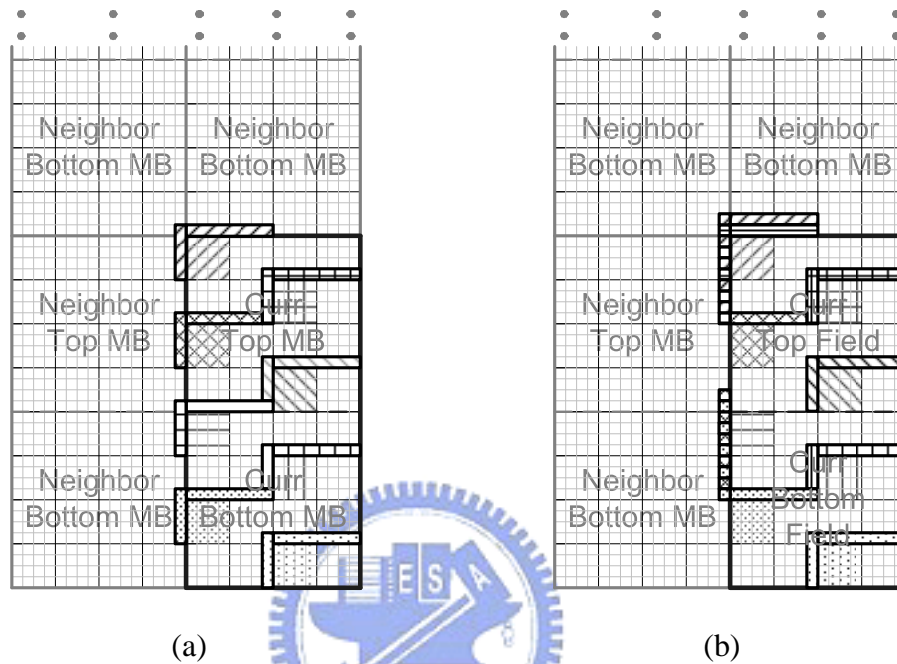 Neighbor
Bottom MB
Neighbor
Bottom MB
Neighbor
Top MB
Curr
Top MB
Neighbor
Bottom MB
Curr
Bottom MB
(a)
Neighbor
Bottom MB
Neighbor
Bottom MB
Neighbor
Top MB
Curr
Top Field
Neighbor
Bottom MB
Curr
Bottom
Field
(b)
E S A